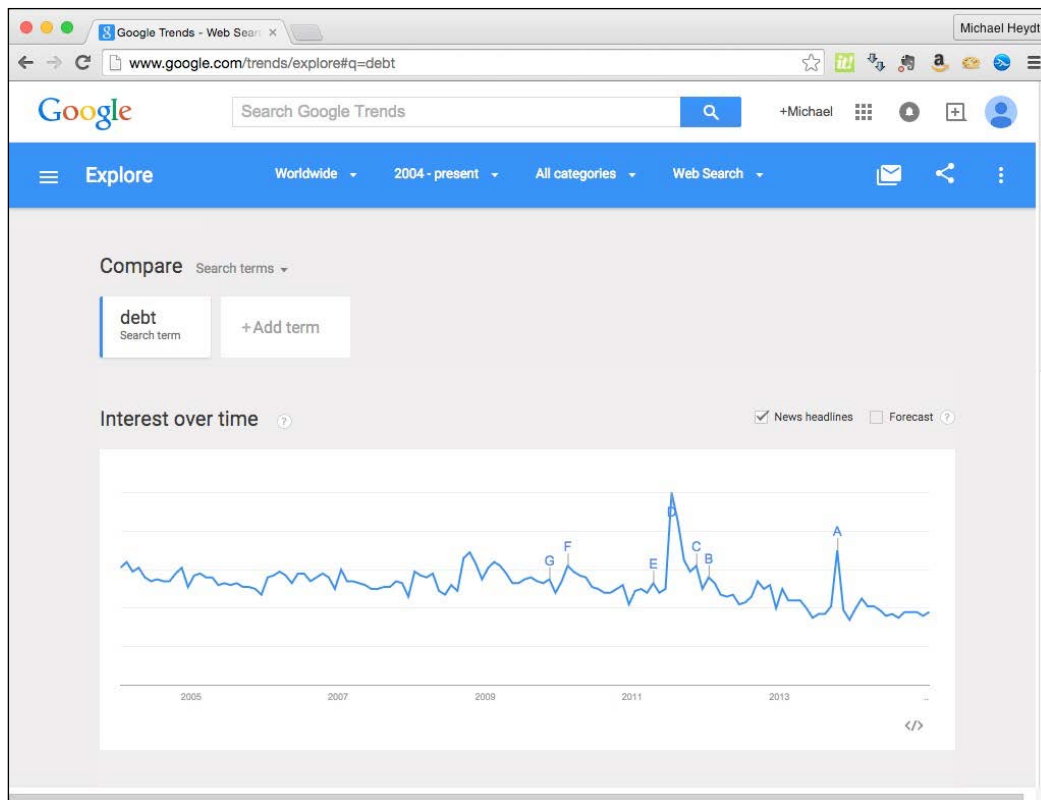 Michael Heydt
Google Trends - Web Sear
www.google.com/trends/explore#q=debt
Google
Search Google Trends
+Michael
Explore
Worldwide
2004 - present
All categories
Web Search
Compare
Search terms
debt
Search term
+Add term
Interest over time
?
News headlines
Forecast
?
D
A
F
C
G
E
B
2005
2007
2009
2011
2013
...
</>